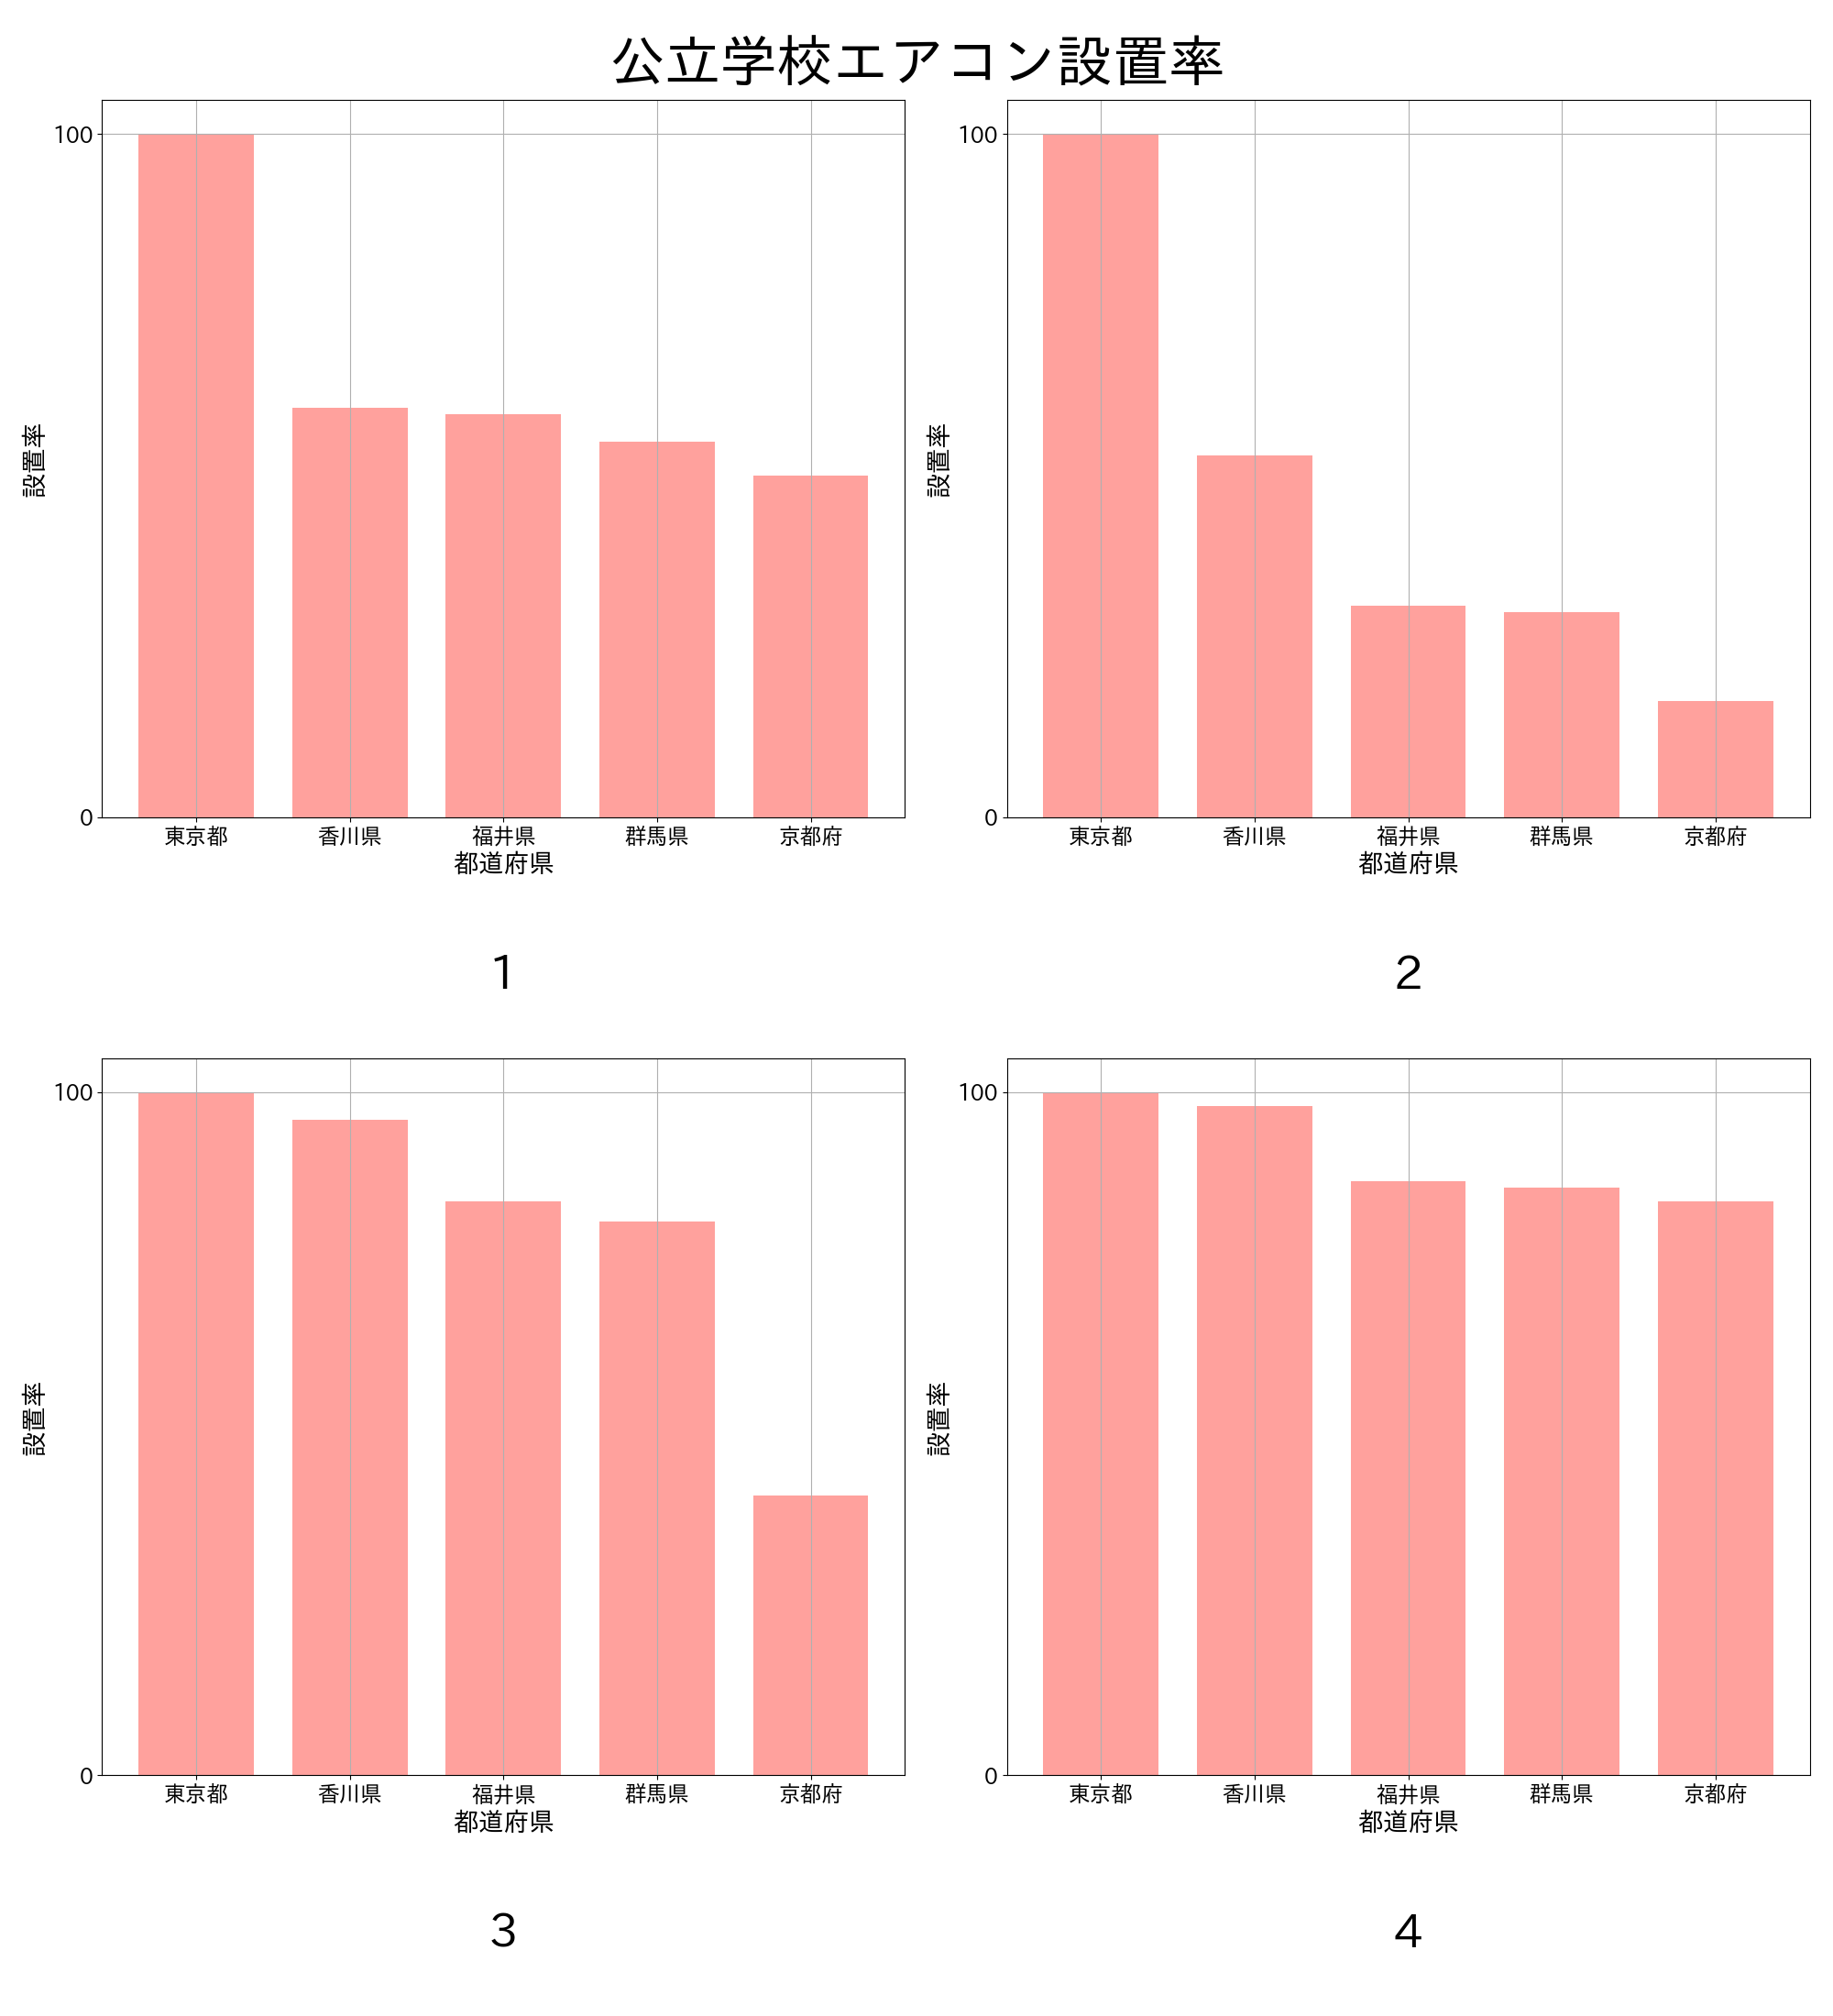 公立学校エアコン設置率
100
0
設置率
東京都 香川県 福井県 群馬県 京都府
都道府県
1
100
0
設置率
東京都 香川県 福井県 群馬県 京都府
都道府県
2
100
0
設置率
東京都 香川県 福井県 群馬県 京都府
都道府県
3
100
0
設置率
東京都 香川県 福井県 群馬県 京都府
都道府県
4